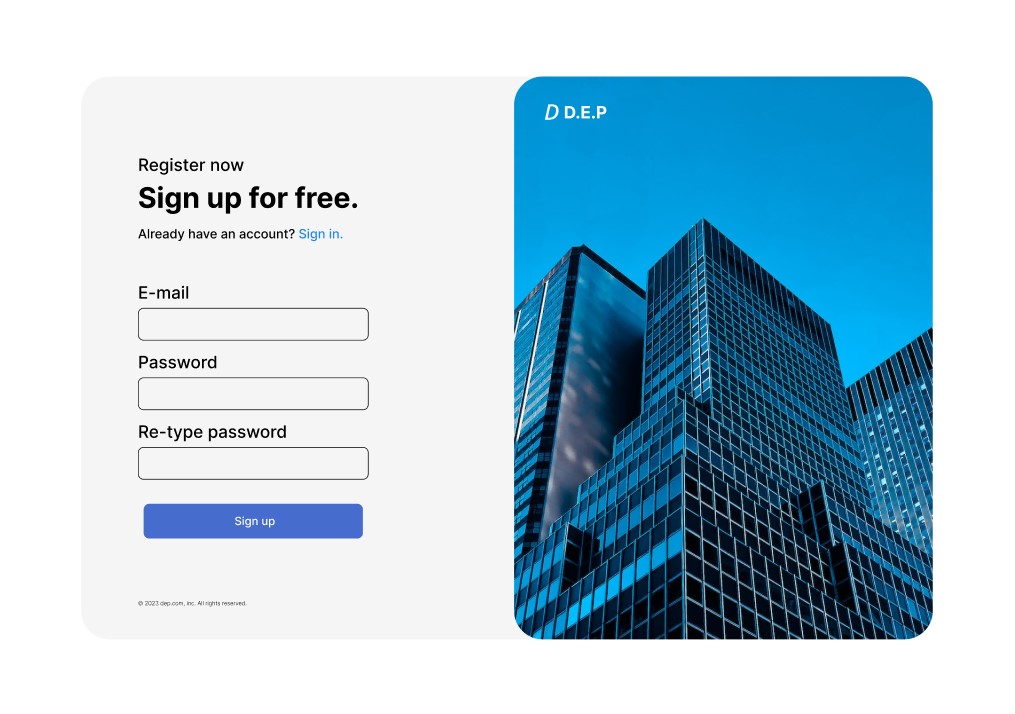 D D.E.P
Register now
Sign up for free.
Already have an account? Sign in.
E-mail
Password
Re-type password
Sign up
© 2023 dep.com, inc. All rights reserved.